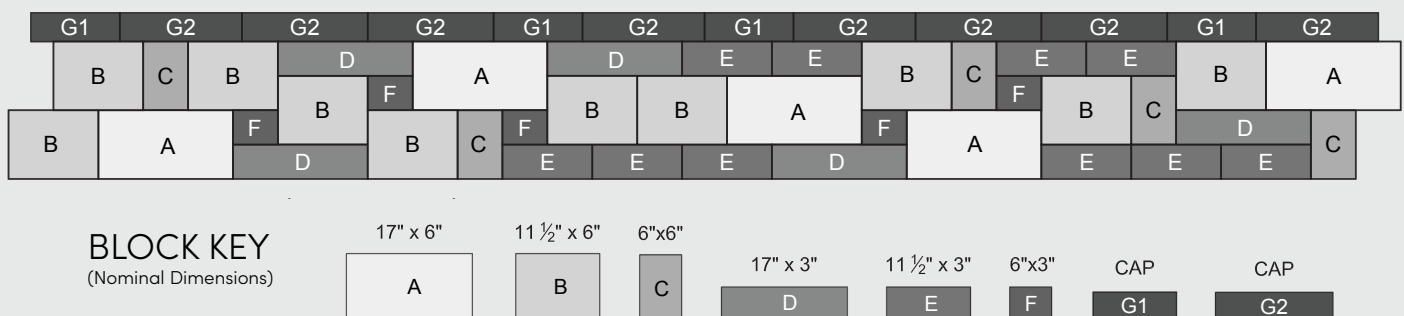 G1 G2 G2 G2 G1 G2 G1 G2 G2 G2 G1 G2
D D E E E E
B C B A B C B A
F F
B B B A B C
F F F D
B A B C A C
D E E E D E E E
BLOCK KEY
(Nominal Dimensions)
17" x 6" 11 ½" x 6" 6"x6"
17" x 3" 11 ½" x 3" 6"x3" CAP CAP
A B C
D E F G1 G2